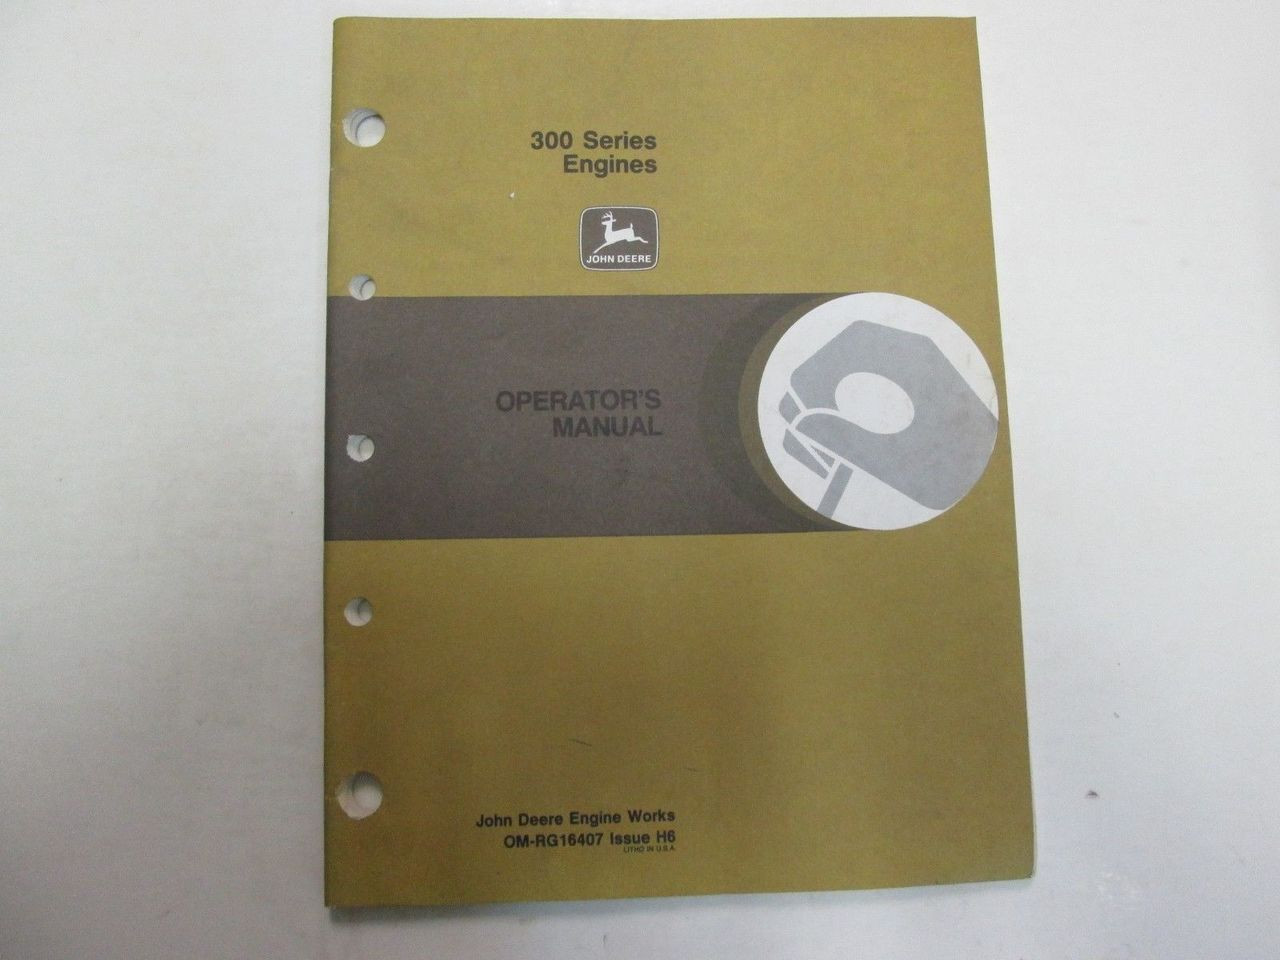 300 Series
Engines
JOHN DEERE
OPERATOR'S
MANUAL
John Deere Engine Works
OM-RG16407 Issue H6
LITHO IN U.S.A.